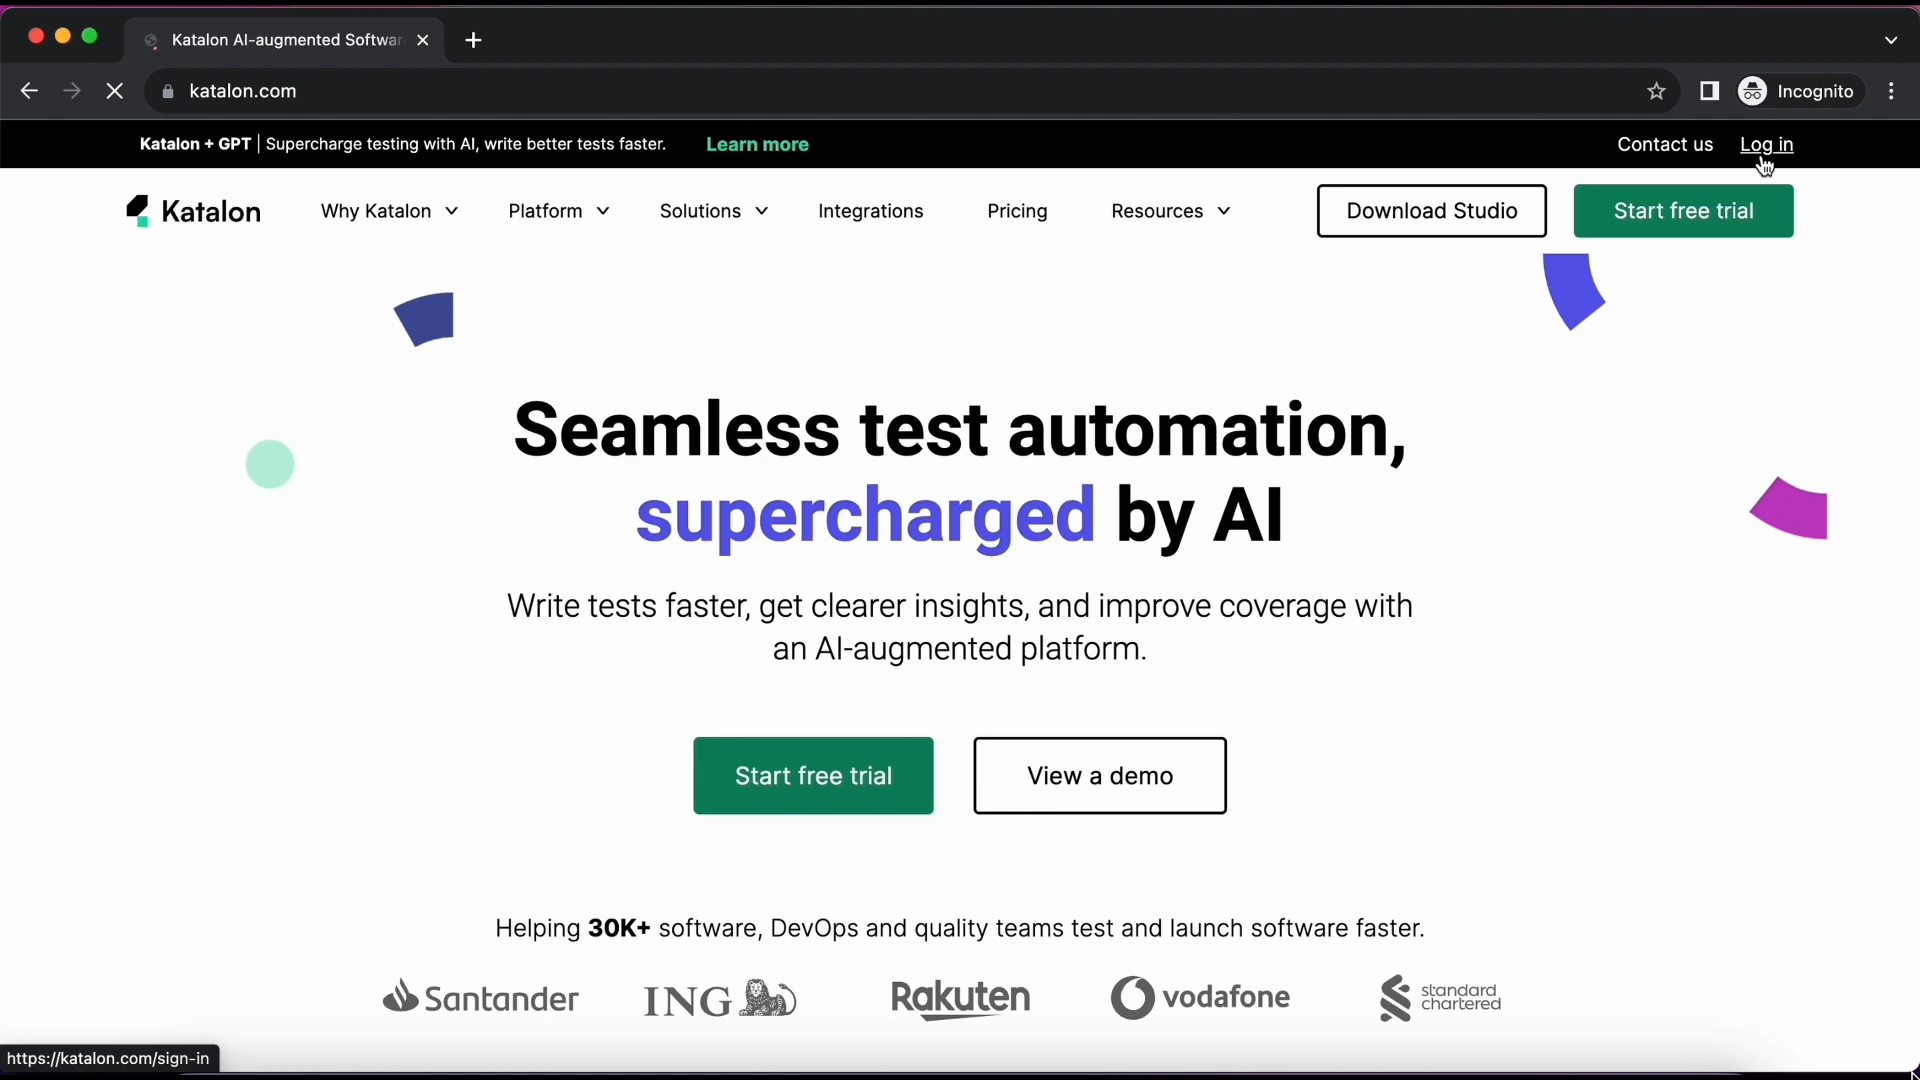 Katalon AI-augmented Softwar
katalon.com
Incognito
Katalon + GPT | Supercharge testing with AI, write better tests faster.
Learn more
Contact us
Log in
Katalon
Why Katalon
Platform
Solutions
Integrations
Pricing
Resources
Download Studio
Start free trial
Seamless test automation,
supercharged by AI
Write tests faster, get clearer insights, and improve coverage with
an AI-augmented platform.
Start free trial
View a demo
Helping 30K+ software, DevOps and quality teams test and launch software faster.
Santander
ING
Rakuten
vodafone
standard
chartered
https://katalon.com/sign-in